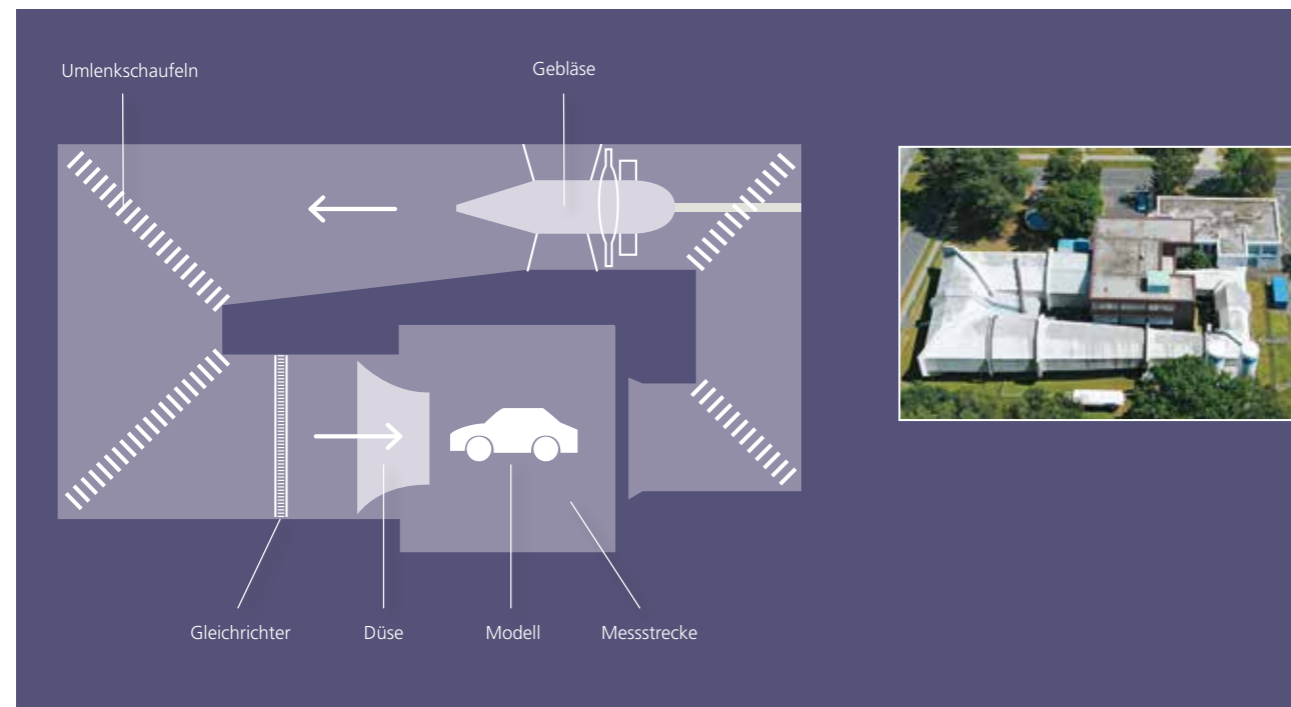 Umlenkschaufeln
Gebläse
Gleichrichter
Düse
Modell
Messstrecke